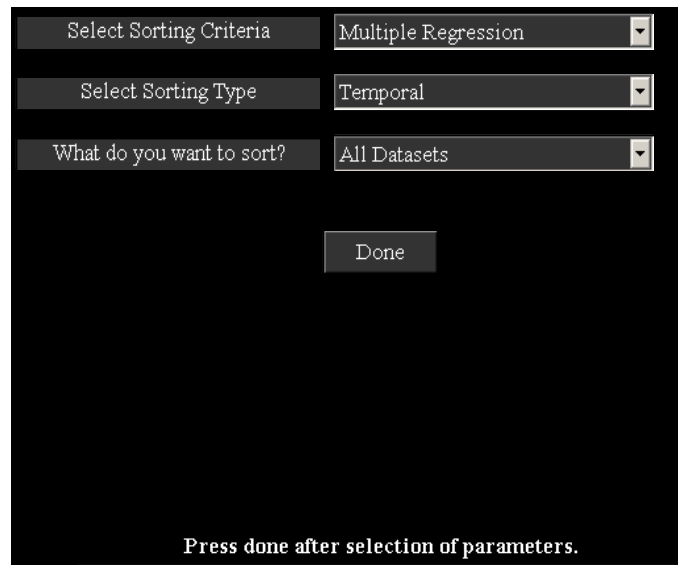 Select Sorting Criteria Multiple Regression
Select Sorting Type Temporal
What do you want to sort? All Datasets
Done
Press done after selection of parameters.